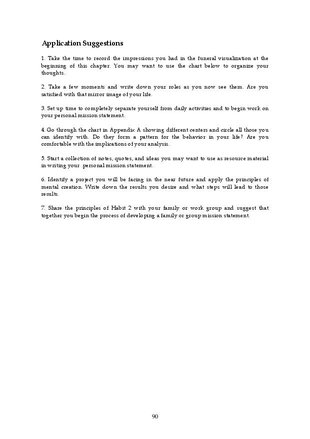 Application Suggestions
1. Take the time to record the impressions you had in the funeral visualization at the
beginning of this chapter. You may want to use the chart below to organize your
thoughts.
2. Take a few moments and write down your roles as you now see them. Are you
satisfied with that mirror image of your life.
3. Set up time to completely separate yourself from daily activities and to begin work on
your personal mission statement.
4. Go through the chart in Appendix A showing different centers and circle all those you
can identify with. Do they form a pattern for the behavior in your life? Are you
comfortable with the implications of your analysis.
5. Start a collection of notes, quotes, and ideas you may want to use as resource material
in writing your personal mission statement.
6. Identify a project you will be facing in the near future and apply the principles of
mental creation. Write down the results you desire and what steps will lead to those
results.
7. Share the principles of Habit 2 with your family or work group and suggest that
together you begin the process of developing a family or group mission statement.
90